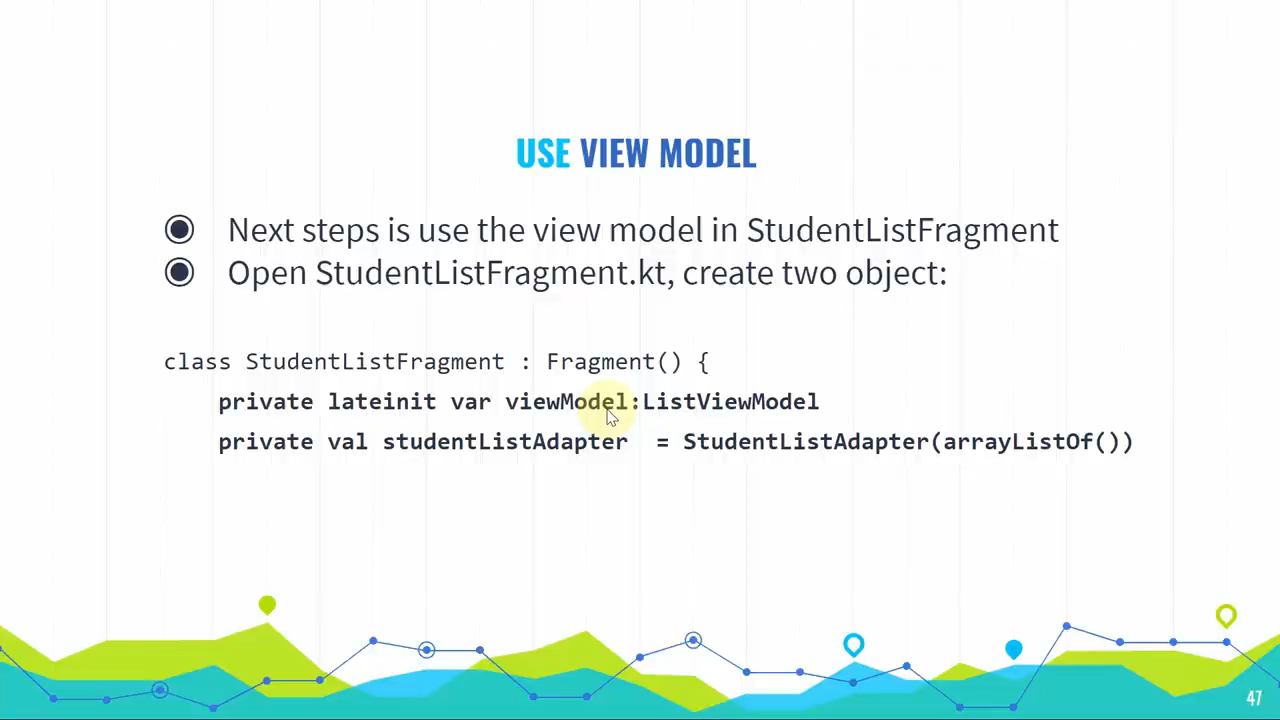 USE VIEW MODEL
Next steps is use the view model in StudentListFragment
Open StudentListFragment.kt, create two object:
class StudentListFragment : Fragment() {
    private lateinit var viewModel:ListViewModel
    private val studentListAdapter  = StudentListAdapter(arrayListOf())
47